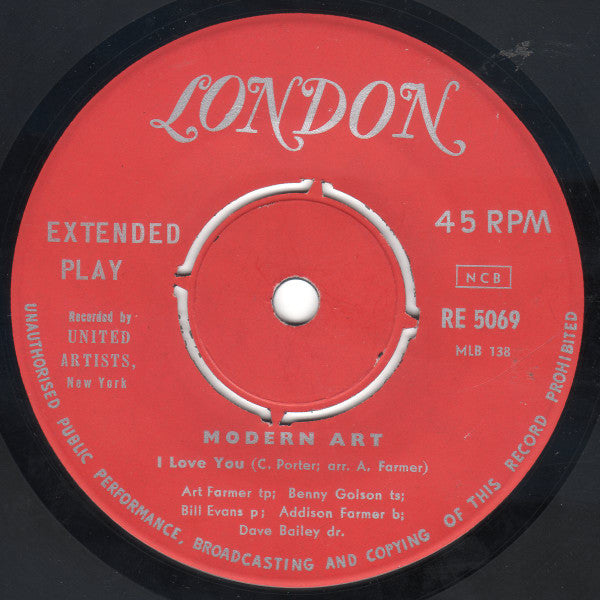 LONDON
EXTENDED
PLAY
45 RPM
NCB
Recorded by
UNITED
ARTISTS,
New York
RE 5069
MLB 138
MODERN ART
I Love You (C. Porter; arr. A. Farmer)
Art Farmer tp; Benny Golson ts;
Bill Evans p; Addison Farmer b;
Dave Bailey dr.
UNAUTHORISED PUBLIC PERFORMANCE, BROADCASTING AND COPYING OF THIS RECORD PROHIBITED